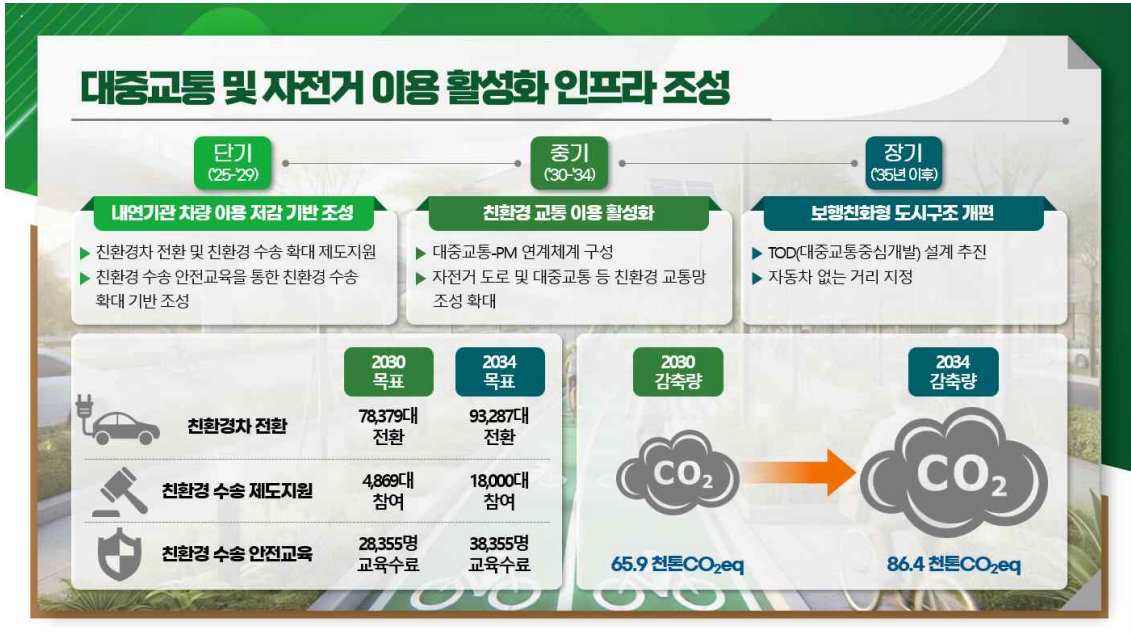 대중교통 및 자전거 이용 활성화 인프라 조성
단기
('25-'29)
중기
('30-'34)
장기
('35년 이후)
내연기관 차량 이용 저감 기반 조성
▶ 친환경차 전환 및 친환경 수송 확대 제도지원
▶ 친환경 수송 안전교육을 통한 친환경 수송
확대 기반 조성
친환경 교통 이용 활성화
▶ 대중교통-PM 연계체계 구성
▶ 자전거 도로 및 대중교통 등 친환경 교통망
조성 확대
보행친화형 도시구조 개편
▶ TOD(대중교통중심개발) 설계 추진
▶ 자동차 없는 거리 지정
2030
목표
2034
목표
친환경차 전환
78,379대
전환
93,287대
전환
친환경 수송 제도지원
4,869대
참여
18,000대
참여
친환경 수송 안전교육
28,355명
교육수료
38,355명
교육수료
2030
감축량
2034
감축량
CO₂
CO₂
65.9 천톤CO₂eq
86.4 천톤CO₂eq